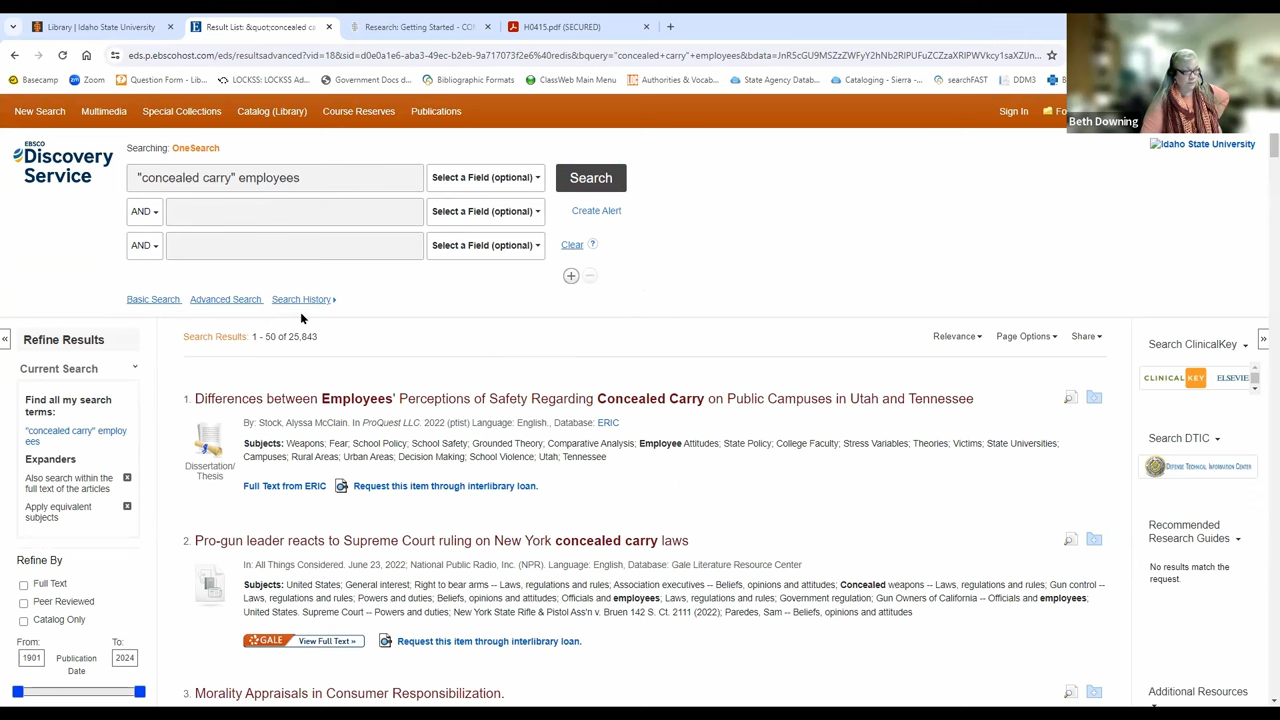 Library | Idaho State University
Result List: &quot;concealed ca
Research: Getting Started - CO
H0415.pdf (SECURED)
eds.p.ebscohost.com/eds/resultsadvanced?vid=18&sid=d0e0a1e6-aba3-49ec-b2eb-9a717073f2e6%40redis&bquery="concealed+carry"+employees&bdata=
Basecamp
Zoom
Question Form - Lib...
LOCKSS: LOCKSS Ad...
Government Docs d...
Bibliographic Formats
ClassWeb Main Menu
Authorities & Vocab...
State Agency Datab...
Cataloging - Sierra -...
searchFAST
DDM3
Beth Downing
New Search
Multimedia
Special Collections
Catalog (Library)
Course Reserves
Publications
Sign In
EBSCO
Discovery
Service
Searching: OneSearch
Idaho State University
"concealed carry" employees
Select a Field (optional)
Search
AND
Select a Field (optional)
Create Alert
AND
Select a Field (optional)
Clear ?
Basic Search
Advanced Search
Search History
Refine Results
Current Search
Find all my search
terms:
"concealed carry" employ
ees
Expanders
Also search within the
full text of the articles
Apply equivalent
subjects
Refine By
Full Text
Peer Reviewed
Catalog Only
From:
To:
1901
Publication
Date
2024
Search Results: 1 - 50 of 25,843
Relevance
Page Options
Share
1. Differences between Employees' Perceptions of Safety Regarding Concealed Carry on Public Campuses in Utah and Tennessee
By: Stock, Alyssa McClain. In ProQuest LLC. 2022 (ptist) Language: English., Database: ERIC
Subjects: Weapons; Fear; School Policy; School Safety; Grounded Theory; Comparative Analysis; Employee Attitudes; State Policy; College Faculty; Stress Variables; Theories; Victims; State Universities;
Campuses; Rural Areas; Urban Areas; Decision Making; School Violence; Utah; Tennessee
Dissertation/
Thesis
Full Text from ERIC
Request this item through interlibrary loan.
2. Pro-gun leader reacts to Supreme Court ruling on New York concealed carry laws
In: All Things Considered. June 23, 2022; National Public Radio, Inc. (NPR). Language: English, Database: Gale Literature Resource Center
Subjects: United States; General interest; Right to bear arms -- Laws, regulations and rules; Association executives -- Beliefs, opinions and attitudes; Concealed weapons -- Laws, regulations and rules; Gun control --
Laws, regulations and rules; Powers and duties; Beliefs, opinions and attitudes; Officials and employees; Laws, regulations and rules; Government regulation; Gun Owners of California -- Officials and employees;
United States. Supreme Court -- Powers and duties; New York State Rifle & Pistol Ass'n v. Bruen 142 S. Ct. 2111 (2022); Paredes, Sam -- Beliefs, opinions and attitudes
GALE View Full Text »
Request this item through interlibrary loan.
3. Morality Appraisals in Consumer Responsibilization.
Search ClinicalKey
CLINICALKEY
ELSEVIE
Search DTIC
DEFENSE TECHNICAL INFORMATION CENTER
Recommended
Research Guides
No results match the
request.
Additional Resources